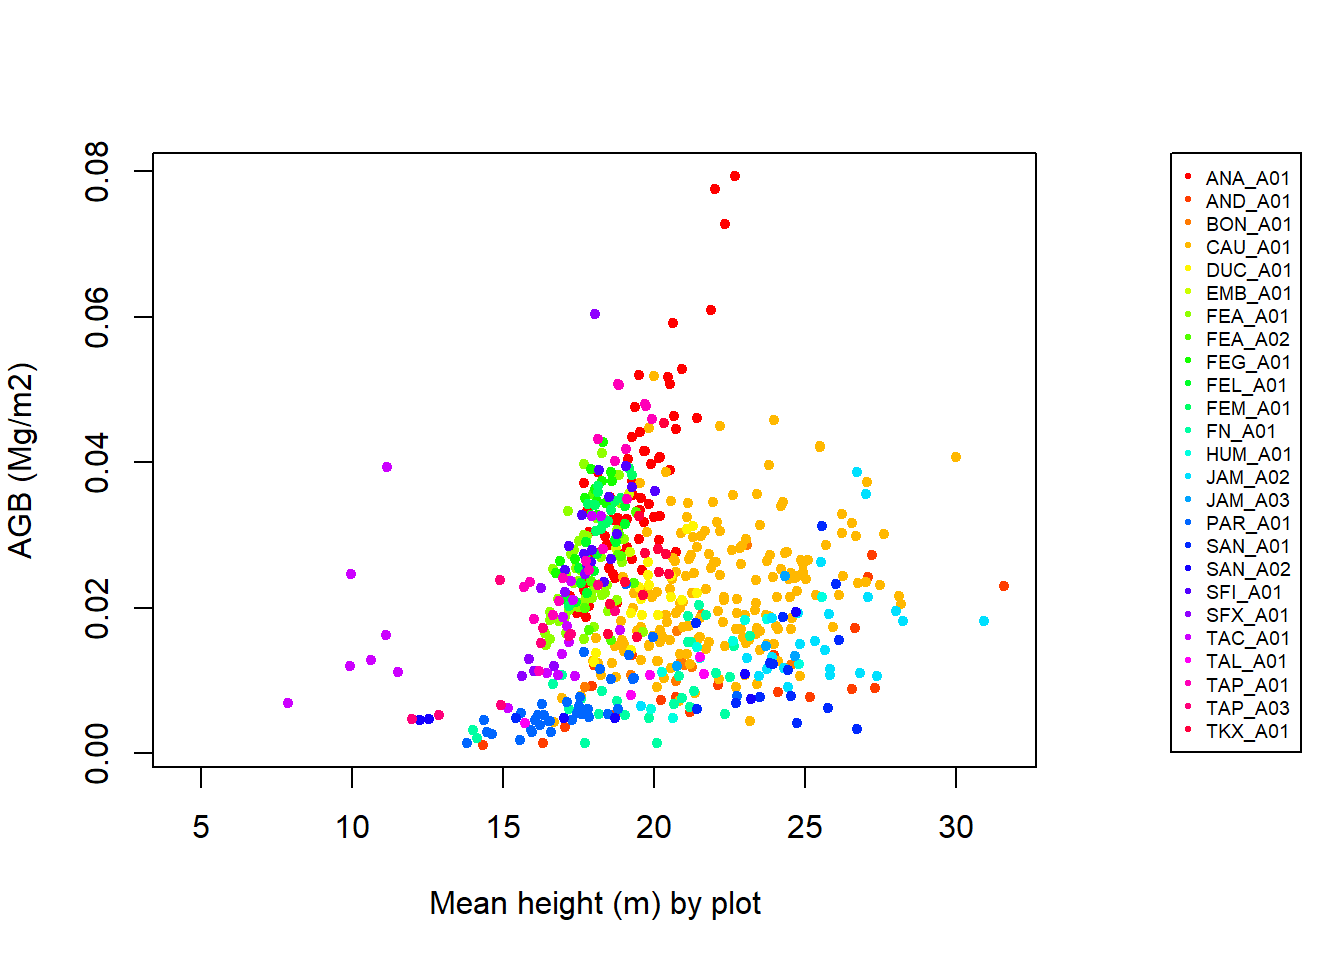 0.08
0.06
0.04
0.02
0.00
AGB (Mg/m2)
5 10 15 20 25 30
Mean height (m) by plot
ANA_A01
AND_A01
BON_A01
CAU_A01
DUC_A01
EMB_A01
FEA_A01
FEA_A02
FEG_A01
FEL_A01
FEM_A01
FN_A01
HUM_A01
JAM_A02
JAM_A03
PAR_A01
SAN_A01
SAN_A02
SFI_A01
SFX_A01
TAC_A01
TAL_A01
TAP_A01
TAP_A03
TKX_A01